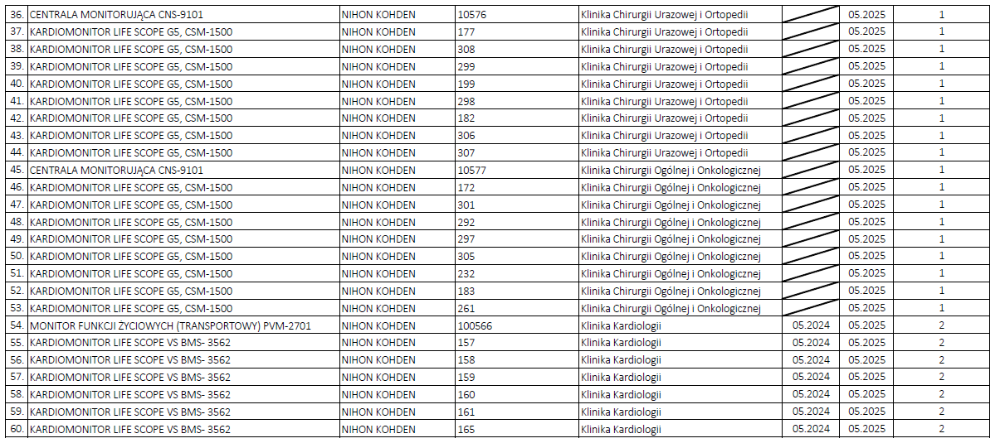 36. CENTRALA MONITORUJĄCA CNS-9101 NIHON KOHDEN 10576 Klinika Chirurgii Urazowej i Ortopedii 05.2025 1
37. KARDIOMONITOR LIFE SCOPE G5, CSM-1500 NIHON KOHDEN 177 Klinika Chirurgii Urazowej i Ortopedii 05.2025 1
38. KARDIOMONITOR LIFE SCOPE G5, CSM-1500 NIHON KOHDEN 308 Klinika Chirurgii Urazowej i Ortopedii 05.2025 1
39. KARDIOMONITOR LIFE SCOPE G5, CSM-1500 NIHON KOHDEN 299 Klinika Chirurgii Urazowej i Ortopedii 05.2025 1
40. KARDIOMONITOR LIFE SCOPE G5, CSM-1500 NIHON KOHDEN 199 Klinika Chirurgii Urazowej i Ortopedii 05.2025 1
41. KARDIOMONITOR LIFE SCOPE G5, CSM-1500 NIHON KOHDEN 298 Klinika Chirurgii Urazowej i Ortopedii 05.2025 1
42. KARDIOMONITOR LIFE SCOPE G5, CSM-1500 NIHON KOHDEN 182 Klinika Chirurgii Urazowej i Ortopedii 05.2025 1
43. KARDIOMONITOR LIFE SCOPE G5, CSM-1500 NIHON KOHDEN 306 Klinika Chirurgii Urazowej i Ortopedii 05.2025 1
44. KARDIOMONITOR LIFE SCOPE G5, CSM-1500 NIHON KOHDEN 307 Klinika Chirurgii Urazowej i Ortopedii 05.2025 1
45. CENTRALA MONITORUJĄCA CNS-9101 NIHON KOHDEN 10577 Klinika Chirurgii Ogólnej i Onkologicznej 05.2025 1
46. KARDIOMONITOR LIFE SCOPE G5, CSM-1500 NIHON KOHDEN 172 Klinika Chirurgii Ogólnej i Onkologicznej 05.2025 1
47. KARDIOMONITOR LIFE SCOPE G5, CSM-1500 NIHON KOHDEN 301 Klinika Chirurgii Ogólnej i Onkologicznej 05.2025 1
48. KARDIOMONITOR LIFE SCOPE G5, CSM-1500 NIHON KOHDEN 292 Klinika Chirurgii Ogólnej i Onkologicznej 05.2025 1
49. KARDIOMONITOR LIFE SCOPE G5, CSM-1500 NIHON KOHDEN 297 Klinika Chirurgii Ogólnej i Onkologicznej 05.2025 1
50. KARDIOMONITOR LIFE SCOPE G5, CSM-1500 NIHON KOHDEN 305 Klinika Chirurgii Ogólnej i Onkologicznej 05.2025 1
51. KARDIOMONITOR LIFE SCOPE G5, CSM-1500 NIHON KOHDEN 232 Klinika Chirurgii Ogólnej i Onkologicznej 05.2025 1
52. KARDIOMONITOR LIFE SCOPE G5, CSM-1500 NIHON KOHDEN 183 Klinika Chirurgii Ogólnej i Onkologicznej 05.2025 1
53. KARDIOMONITOR LIFE SCOPE G5, CSM-1500 NIHON KOHDEN 261 Klinika Chirurgii Ogólnej i Onkologicznej 05.2025 1
54. MONITOR FUNKCJI ŻYCIOWYCH (TRANSPORTOWY) PVM-2701 NIHON KOHDEN 100566 Klinika Kardiologii 05.2024 05.2025 2
55. KARDIOMONITOR LIFE SCOPE VS BMS- 3562 NIHON KOHDEN 157 Klinika Kardiologii 05.2024 05.2025 2
56. KARDIOMONITOR LIFE SCOPE VS BMS- 3562 NIHON KOHDEN 158 Klinika Kardiologii 05.2024 05.2025 2
57. KARDIOMONITOR LIFE SCOPE VS BMS- 3562 NIHON KOHDEN 159 Klinika Kardiologii 05.2024 05.2025 2
58. KARDIOMONITOR LIFE SCOPE VS BMS- 3562 NIHON KOHDEN 160 Klinika Kardiologii 05.2024 05.2025 2
59. KARDIOMONITOR LIFE SCOPE VS BMS- 3562 NIHON KOHDEN 161 Klinika Kardiologii 05.2024 05.2025 2
60. KARDIOMONITOR LIFE SCOPE VS BMS- 3562 NIHON KOHDEN 165 Klinika Kardiologii 05.2024 05.2025 2